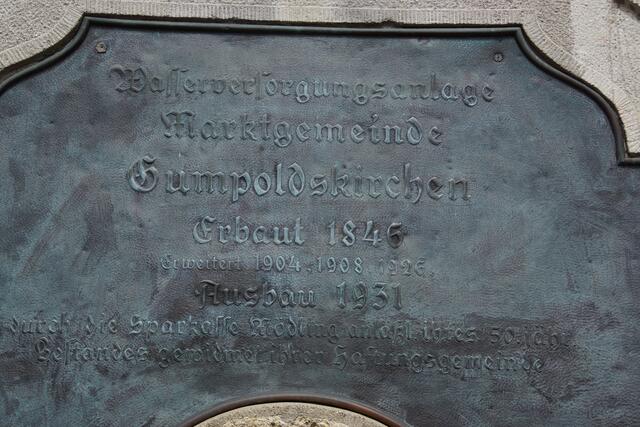 Wasserversorgungsanlage
Marktgemeinde
Gumpoldskirchen
Erbaut 1846
Erweitert 1904, 1908 1926,
Ausbau 1931
durch die Sparkasse Mödling anläßl. ihres 50-jähr.
Bestandes gewidmet ihrer Haftungsgemeinde